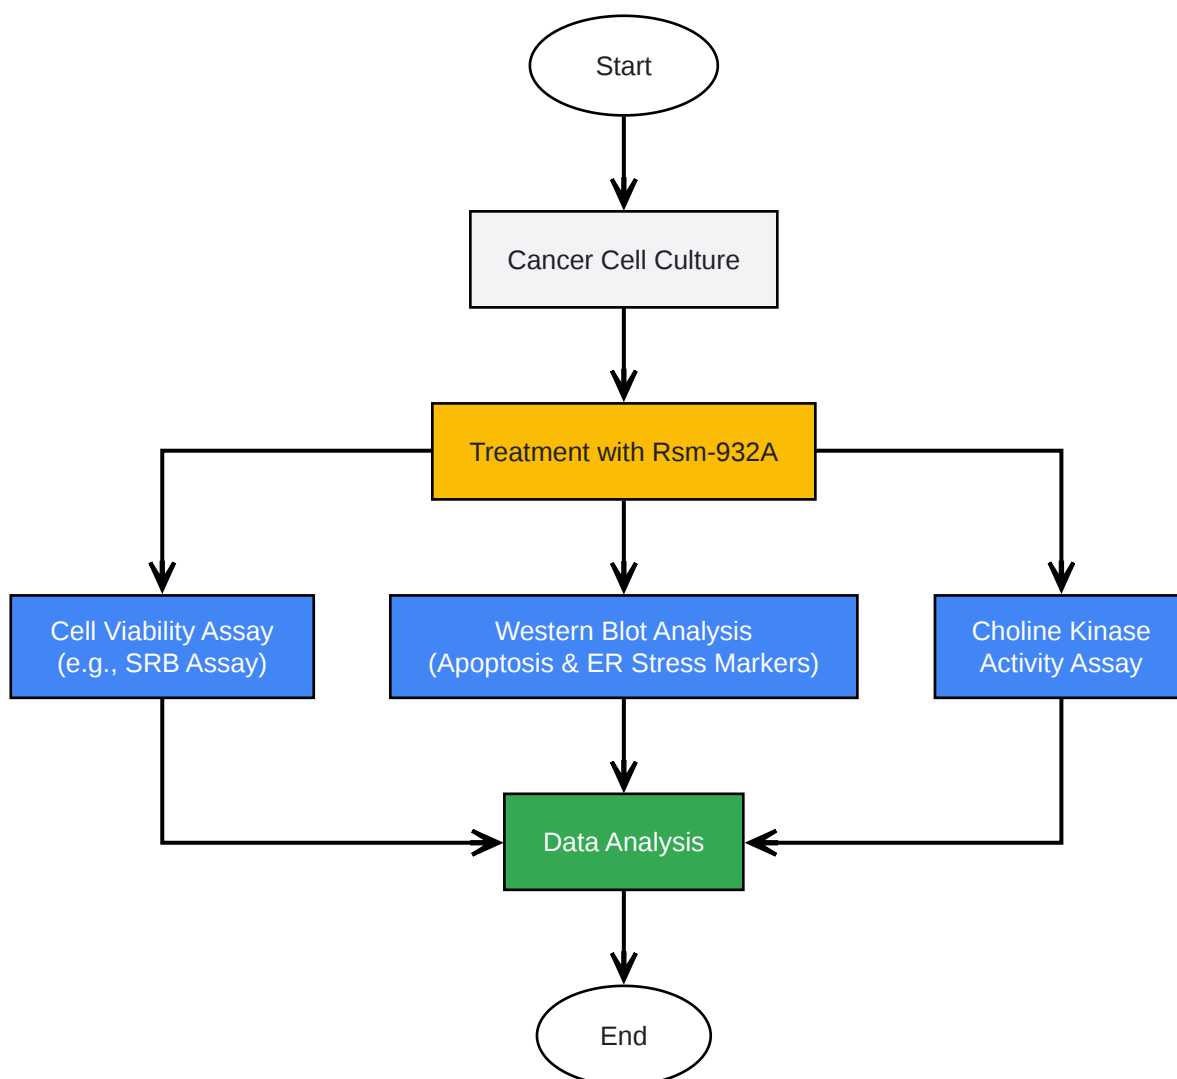 Start
Cancer Cell Culture
Treatment with Rsm-932A
Cell Viability Assay
(e.g., SRB Assay)
Western Blot Analysis
(Apoptosis & ER Stress Markers)
Choline Kinase
Activity Assay
Data Analysis
End